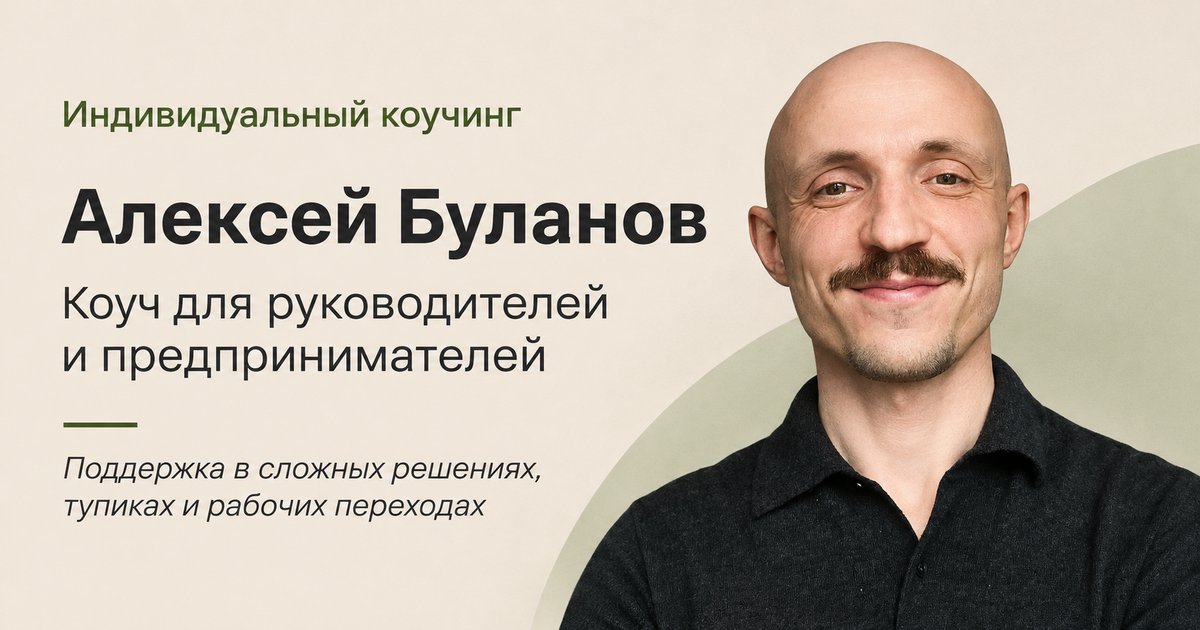 Индивидуальный коучинг
Алексей Буланов
Коуч для руководителей
и предпринимателей
Поддержка в сложных решениях,
тупиках и рабочих переходах